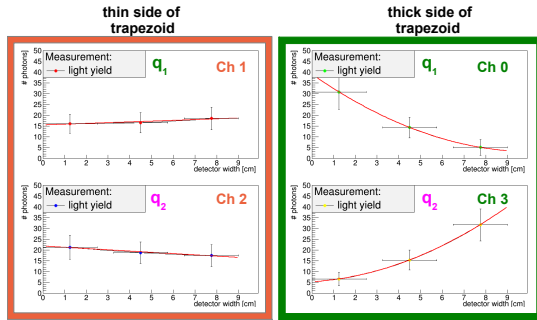 thin side of
trapezoid
thick side of
trapezoid
# photons]
50
45
40
35
30
25
20
15
10
5
0
Measurement:
light yield
q1
Ch 1
0 1 2 3 4 5 6 7 8 9
detector width [cm]
# photons]
50
45
40
35
30
25
20
15
10
5
0
Measurement:
light yield
q2
Ch 2
0 1 2 3 4 5 6 7 8 9
detector width [cm]
# photons]
50
45
40
35
30
25
20
15
10
5
0
Measurement:
light yield
q1
Ch 0
0 1 2 3 4 5 6 7 8 9
detector width [cm]
# photons]
50
45
40
35
30
25
20
15
10
5
0
Measurement:
light yield
q2
Ch 3
0 1 2 3 4 5 6 7 8 9
detector width [cm]